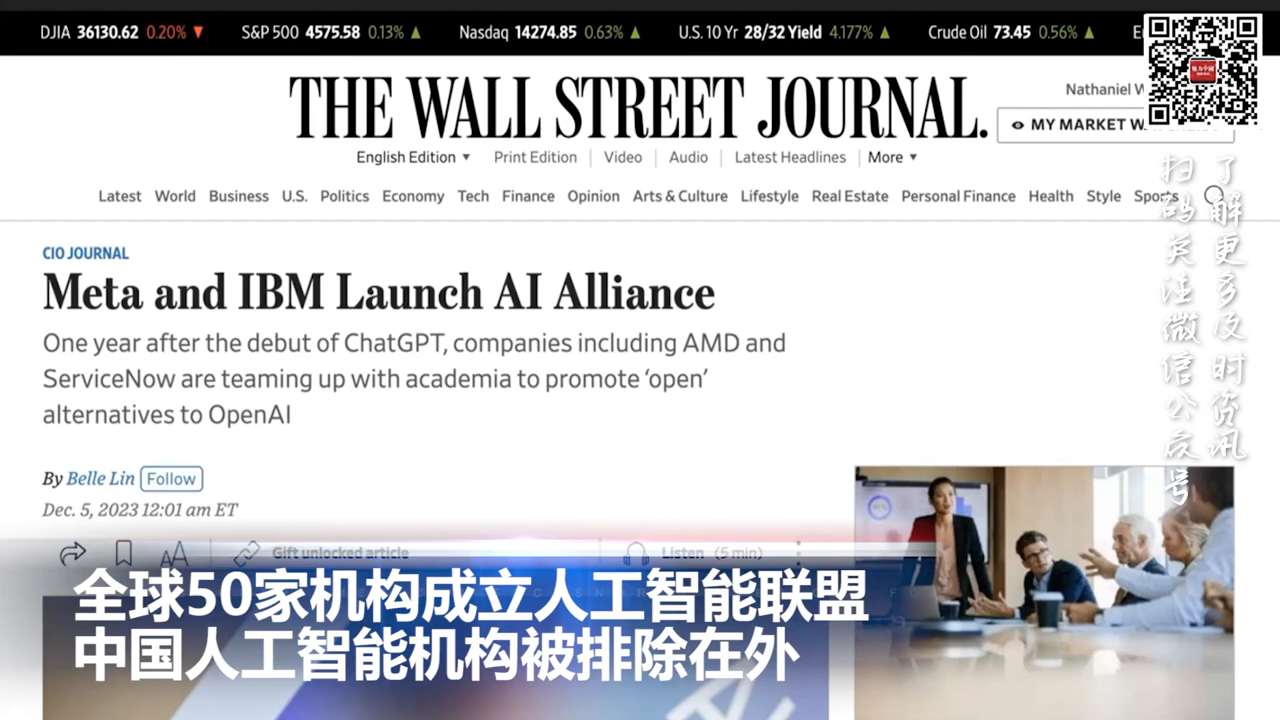 DJIA 36130.62 0.20% ▼ S&P 500 4575.58 0.13% ▲ Nasdaq 14274.85 0.63% ▲ U.S. 10 Yr 28/32 Yield 4.177% ▲ Crude Oil 73.45 0.56% ▲
THE WALL STREET JOURNAL.
Nathaniel
MY MARKET
English Edition ▼ Print Edition Video Audio Latest Headlines More ▼
Latest World Business U.S. Politics Economy Tech Finance Opinion Arts & Culture Lifestyle Real Estate Personal Finance Health Style Sports
CIO JOURNAL
Meta and IBM Launch AI Alliance
One year after the debut of ChatGPT, companies including AMD and
ServiceNow are teaming up with academia to promote ‘open’
alternatives to OpenAI
By Belle Lin Follow
Dec. 5, 2023 12:01 am ET
Gift unlocked article Listen (5 min)
全球50家机构成立人工智能联盟
中国人工智能机构被排除在外
了解更多及时资讯
扫码关注微信公众号